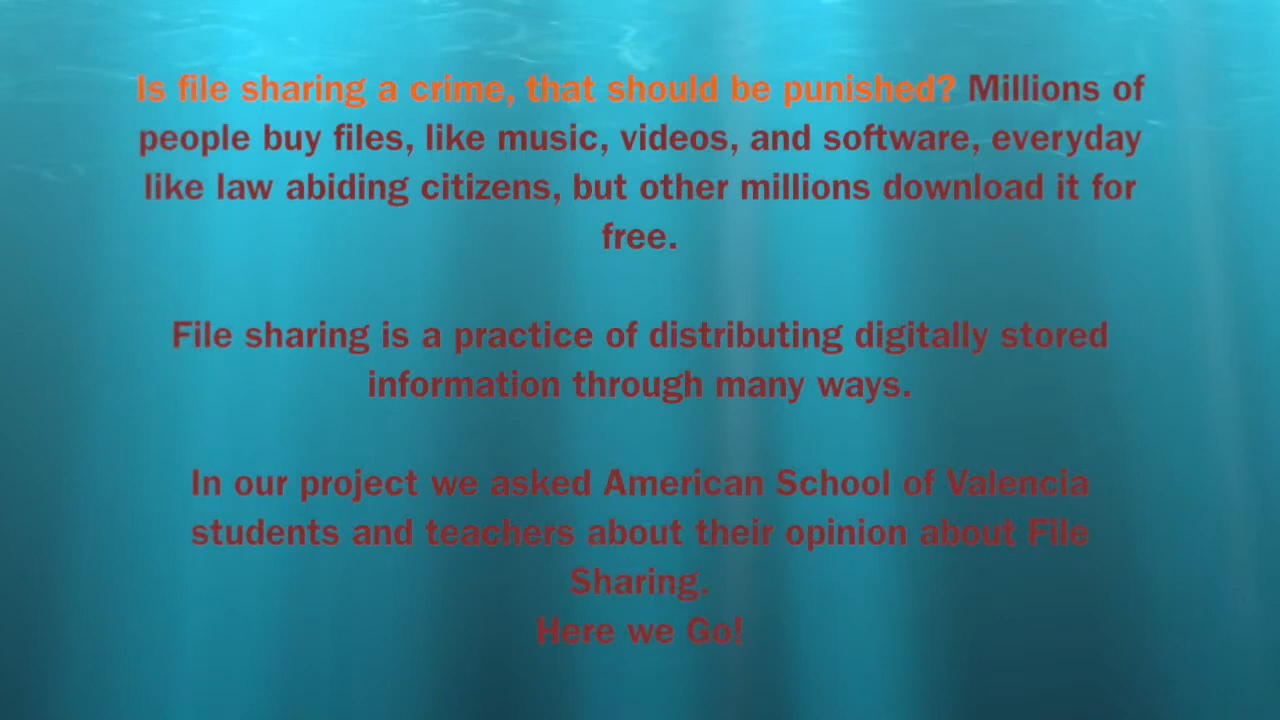 Is file sharing a crime, that should be punished? Millions of
people buy files, like music, videos, and software, everyday
like law abiding citizens, but other millions download it for
free.
File sharing is a practice of distributing digitally stored
information through many ways.
In our project we asked American School of Valencia
students and teachers about their opinion about File
Sharing.
Here we Go!